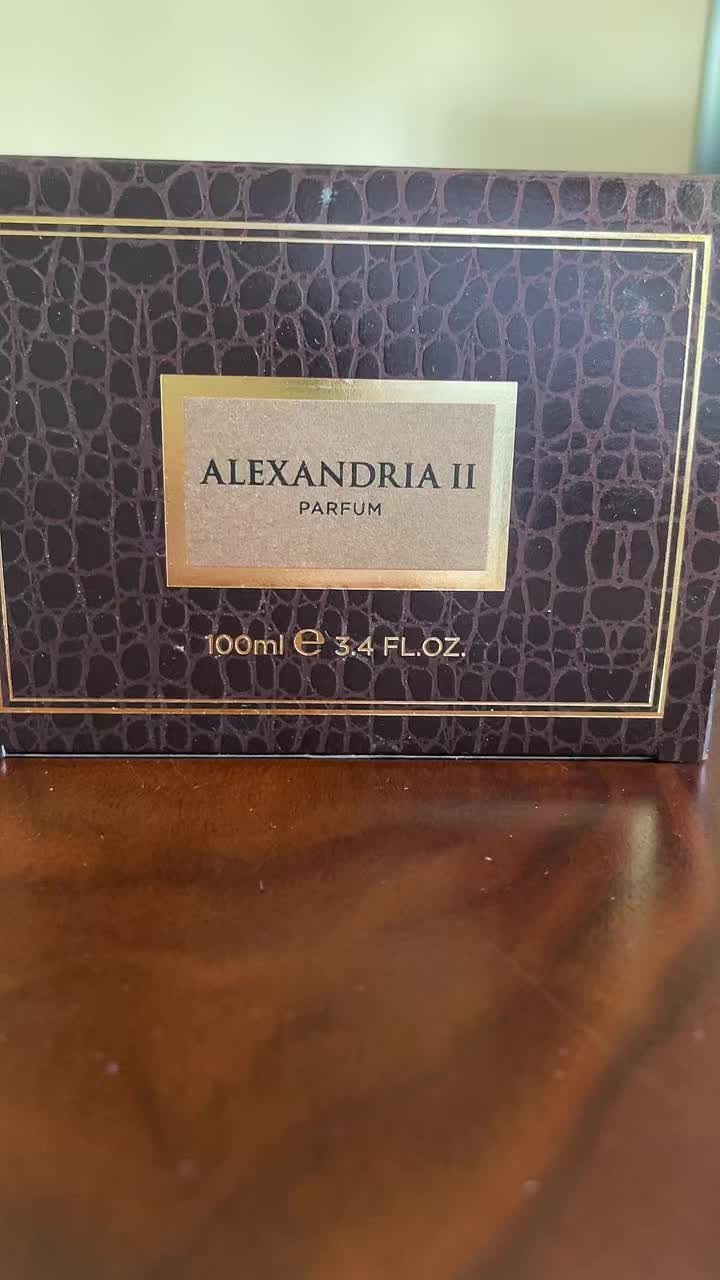 ALEXANDRIA II
PARFUM
100ml ℮ 3.4 FL.OZ.